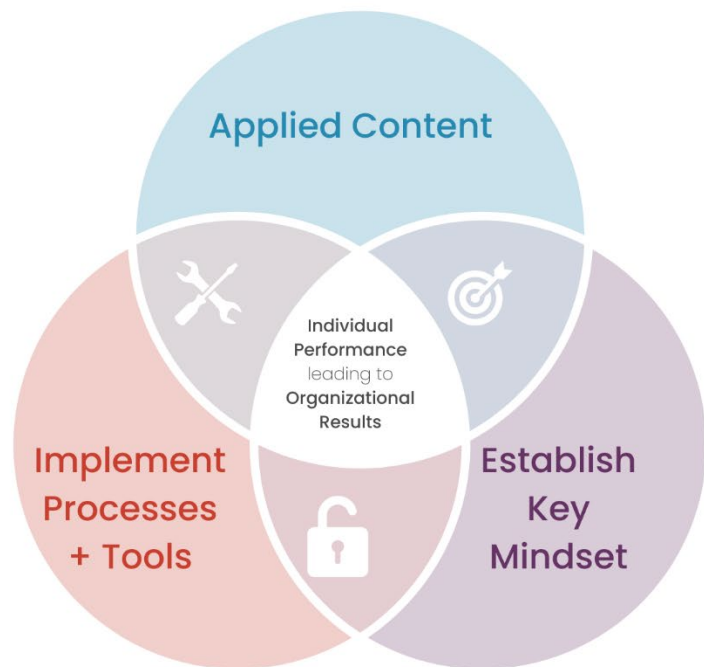 Applied Content
Individual
Performance
leading to
Organizational
Results
Implement
Processes
+ Tools
Establish
Key
Mindset